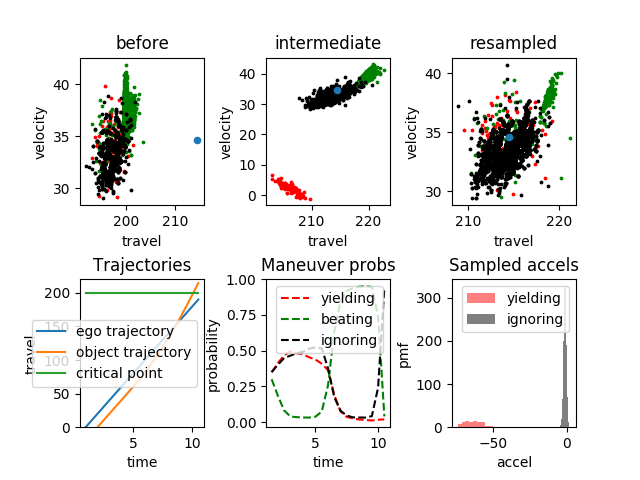 before
intermediate
resampled
velocity
40
35
30
200
210
travel
velocity
40
30
20
10
0
210
220
travel
velocity
40
35
30
210
220
travel
Trajectories
Maneuver probs
Sampled accels
travel
200
150
100
50
0
ego trajectory
object trajectory
critical point
5
10
time
probability
1.00
0.75
0.50
0.25
0.00
yielding
beating
ignoring
5
10
time
pmf
300
200
100
0
yielding
ignoring
−50
0
accel